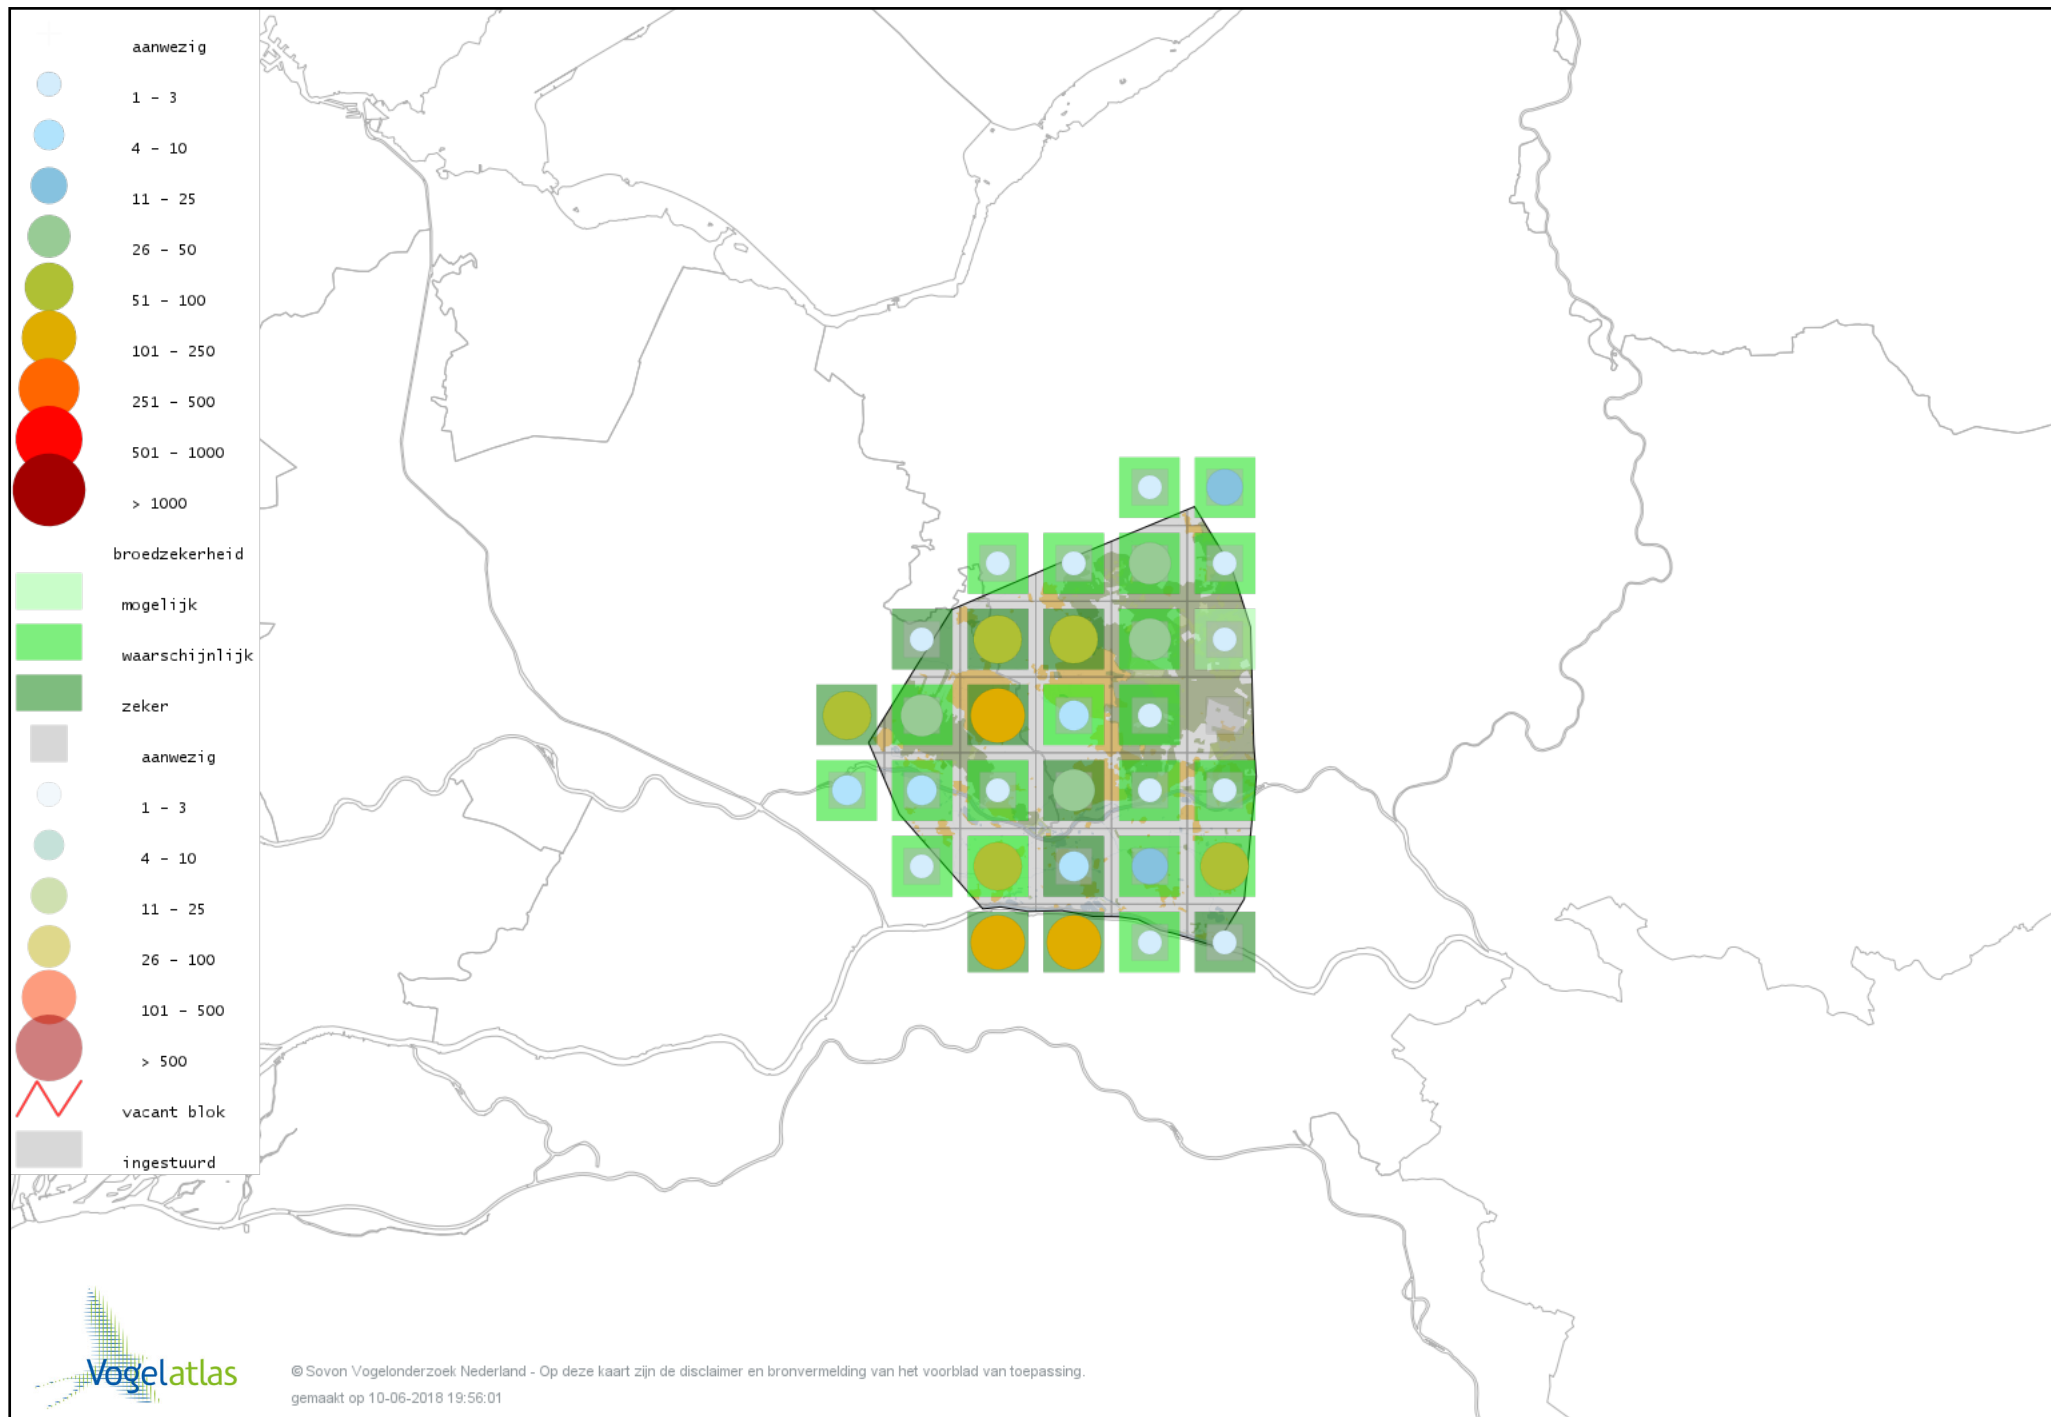 aanwezig
1 - 3
4 - 10
11 - 25
26 - 50
51 - 100
101 - 250
251 - 500
501 - 1000
> 1000
broedzekerheid
mogelijk
waarschijnlijk
zeker
aanwezig
1 - 3
4 - 10
11 - 25
26 - 100
101 - 500
> 500
vacant blok
ingestuurd
Vogelatlas
© Sovon Vogelonderzoek Nederland - Op deze kaart zijn de disclaimer en bronvermelding van het voorblad van toepassing.
gemaakt op 10-06-2018 19:56:01